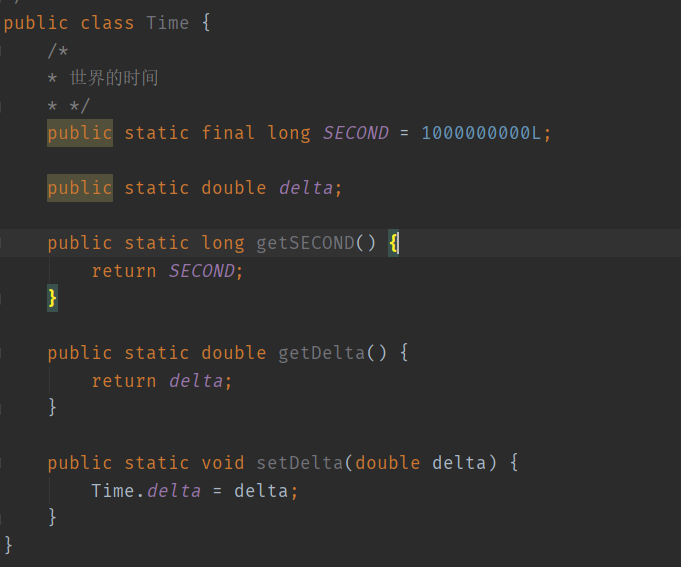 public class Time {
    /*
    * 世界的时间
    * */
    public static final long SECOND = 1000000000L;

    public static double delta;

    public static long getSECOND() {
        return SECOND;
    }

    public static double getDelta() {
        return delta;
    }

    public static void setDelta(double delta) {
        Time.delta = delta;
    }
}